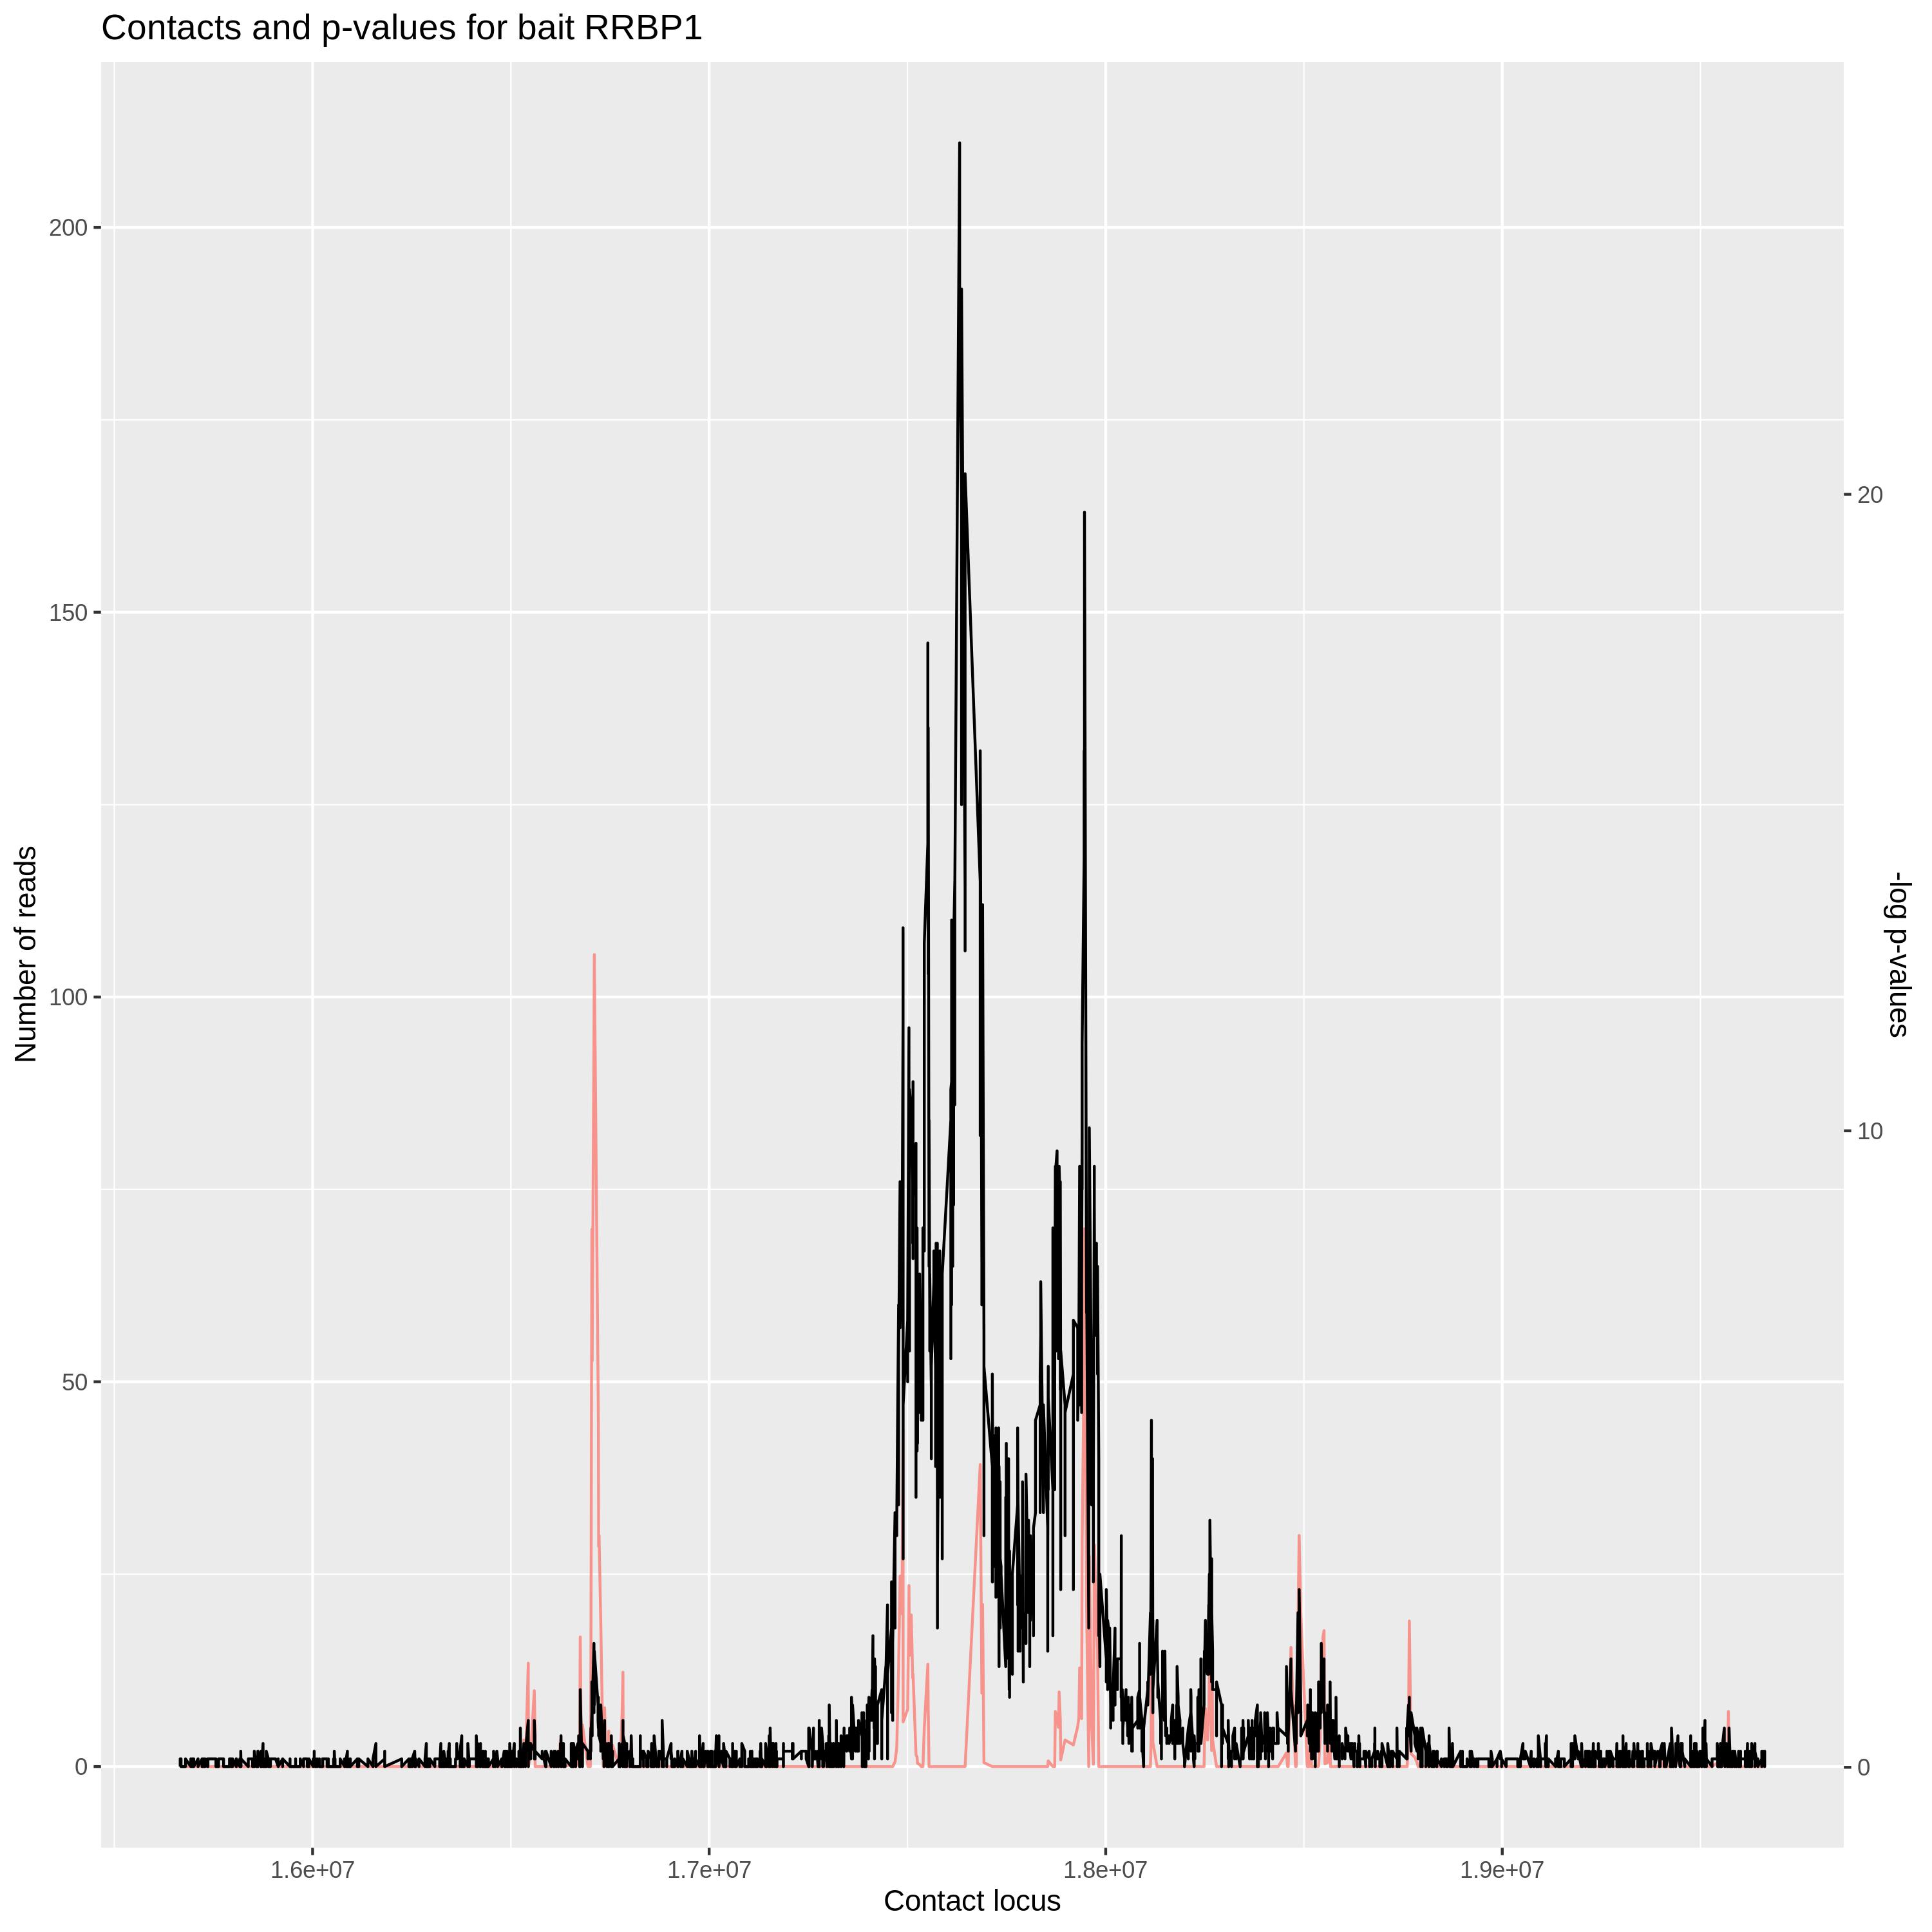 Contacts and p-values for bait RRBP1
200
150
100
50
0
Number of reads
20
10
0
-log p-values
1.6e+07
1.7e+07
1.8e+07
1.9e+07
Contact locus